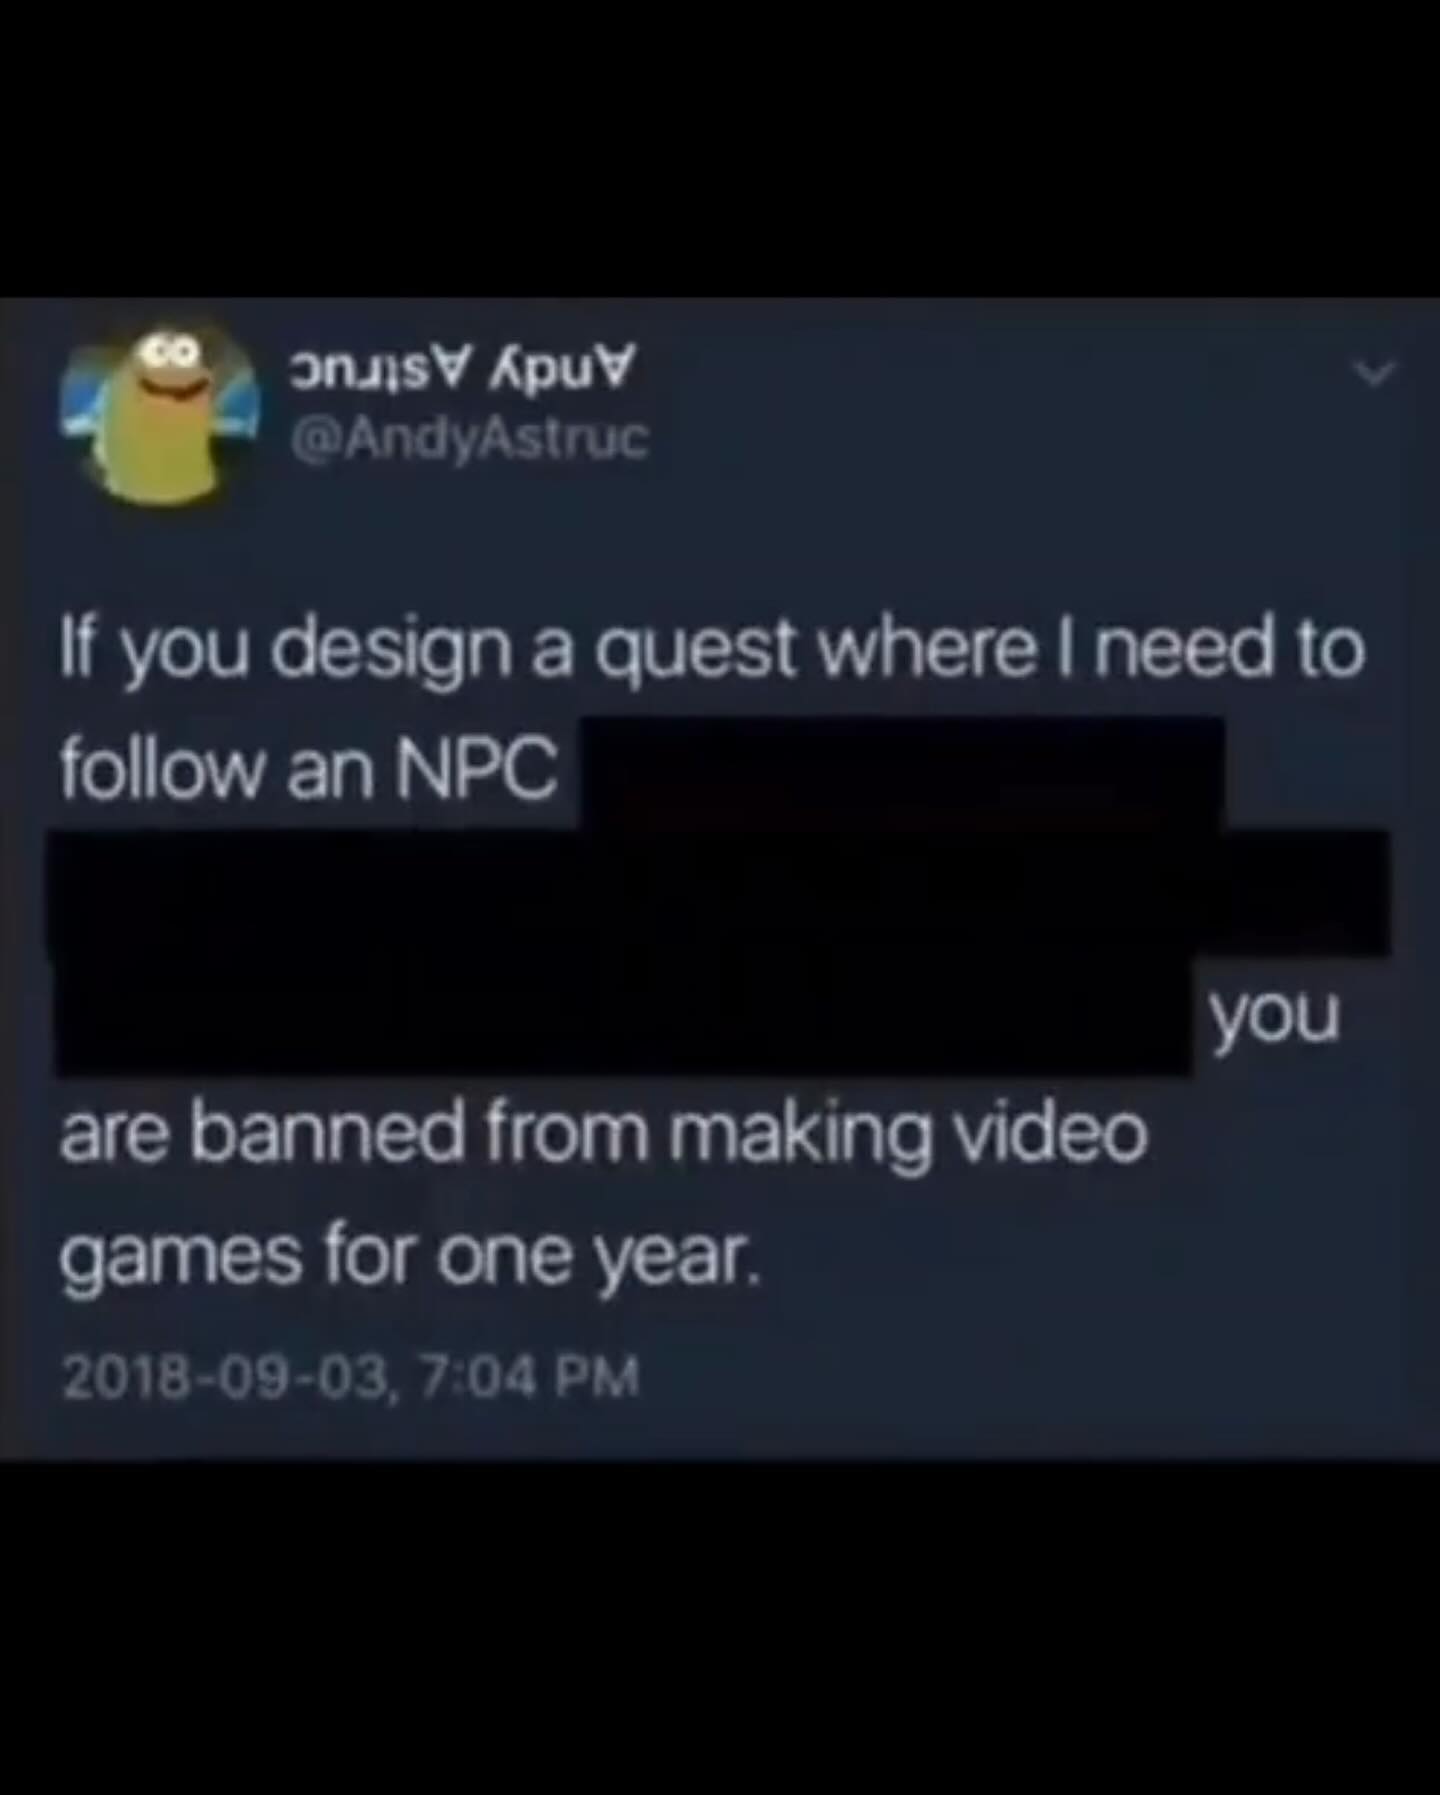 ɔnɹʇs∀ ʎpu∀
@AndyAstruc
If you design a quest where I need to
follow an NPC
you
are banned from making video
games for one year.
2018-09-03, 7:04 PM